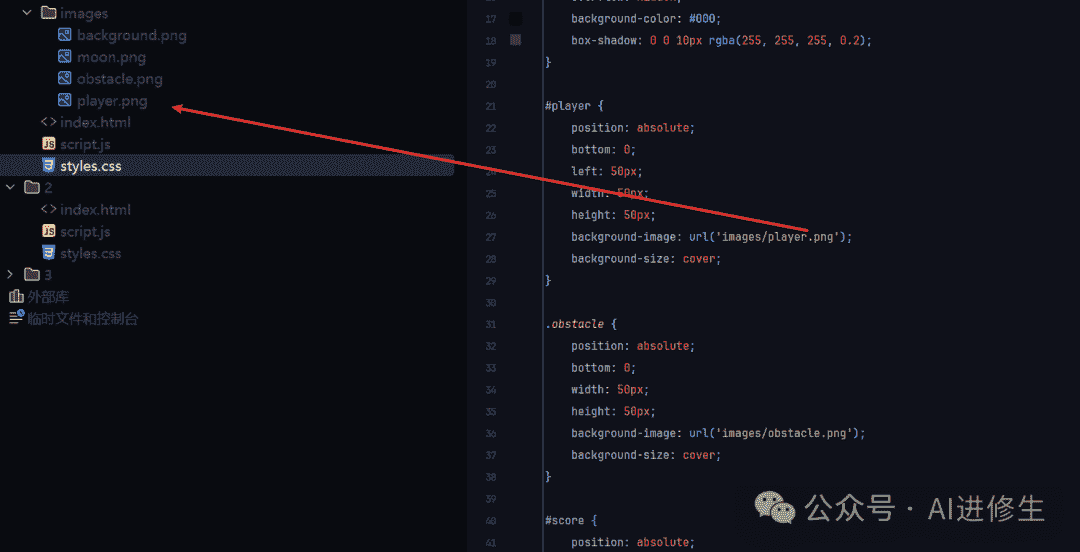 images
background.png
moon.png
obstacle.png
player.png
<> index.html
JS script.js
styles.css
2
<> index.html
JS script.js
styles.css
3
外部库
临时文件和控制台
17 background-color: #000;
18 box-shadow: 0 0 10px rgba(255, 255, 255, 0.2);
19 }
20
21 #player {
22 position: absolute;
23 bottom: 0;
24 left: 50px;
25 width: 50px;
26 height: 50px;
27 background-image: url('images/player.png');
28 background-size: cover;
29 }
30
31 .obstacle {
32 position: absolute;
33 bottom: 0;
34 width: 50px;
35 height: 50px;
36 background-image: url('images/obstacle.png');
37 background-size: cover;
38 }
39
40 #score {
41 position: absolute;
公众号 · AI进修生